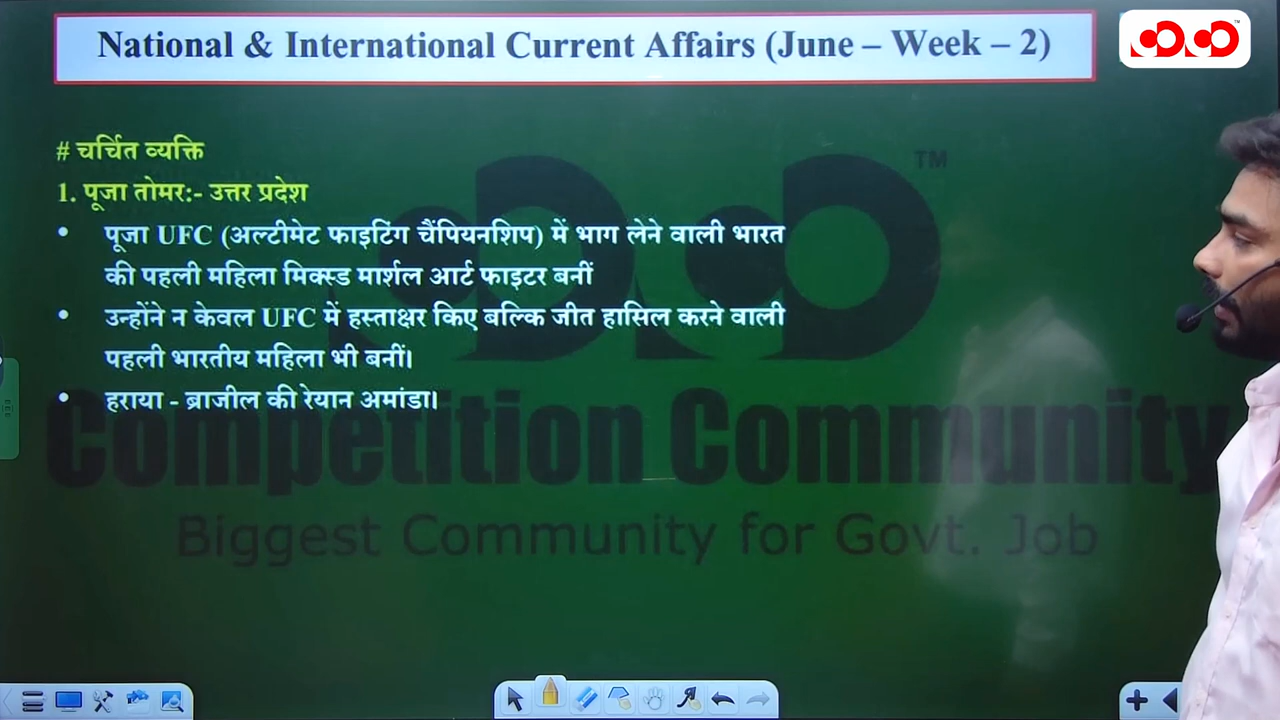 National & International Current Affairs (June – Week – 2)
TM
# चर्चित व्यक्ति
1. पूजा तोमर:- उत्तर प्रदेश
• पूजा UFC (अल्टीमेट फाइटिंग चैंपियनशिप) में भाग लेने वाली भारत
की पहली महिला मिक्स्ड मार्शल आर्ट फाइटर बनीं
• उन्होंने न केवल UFC में हस्ताक्षर किए बल्कि जीत हासिल करने वाली
पहली भारतीय महिला भी बनीं।
• हराया - ब्राजील की रेयान अमांडा।
Competition Community
Biggest Community for Govt. Job